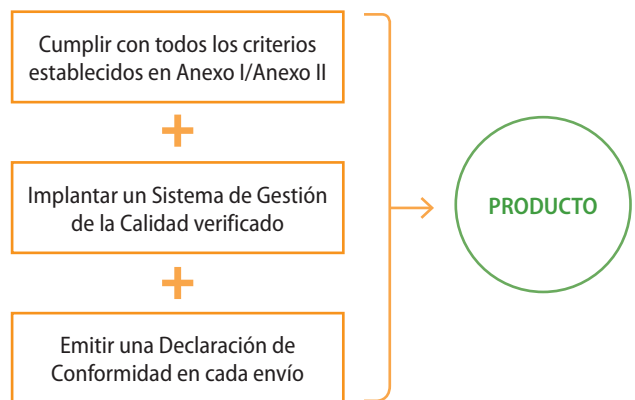 Cumplir con todos los criterios
establecidos en Anexo I/Anexo II
+
Implantar un Sistema de Gestión
de la Calidad verificado
+
Emitir una Declaración de
Conformidad en cada envío
PRODUCTO